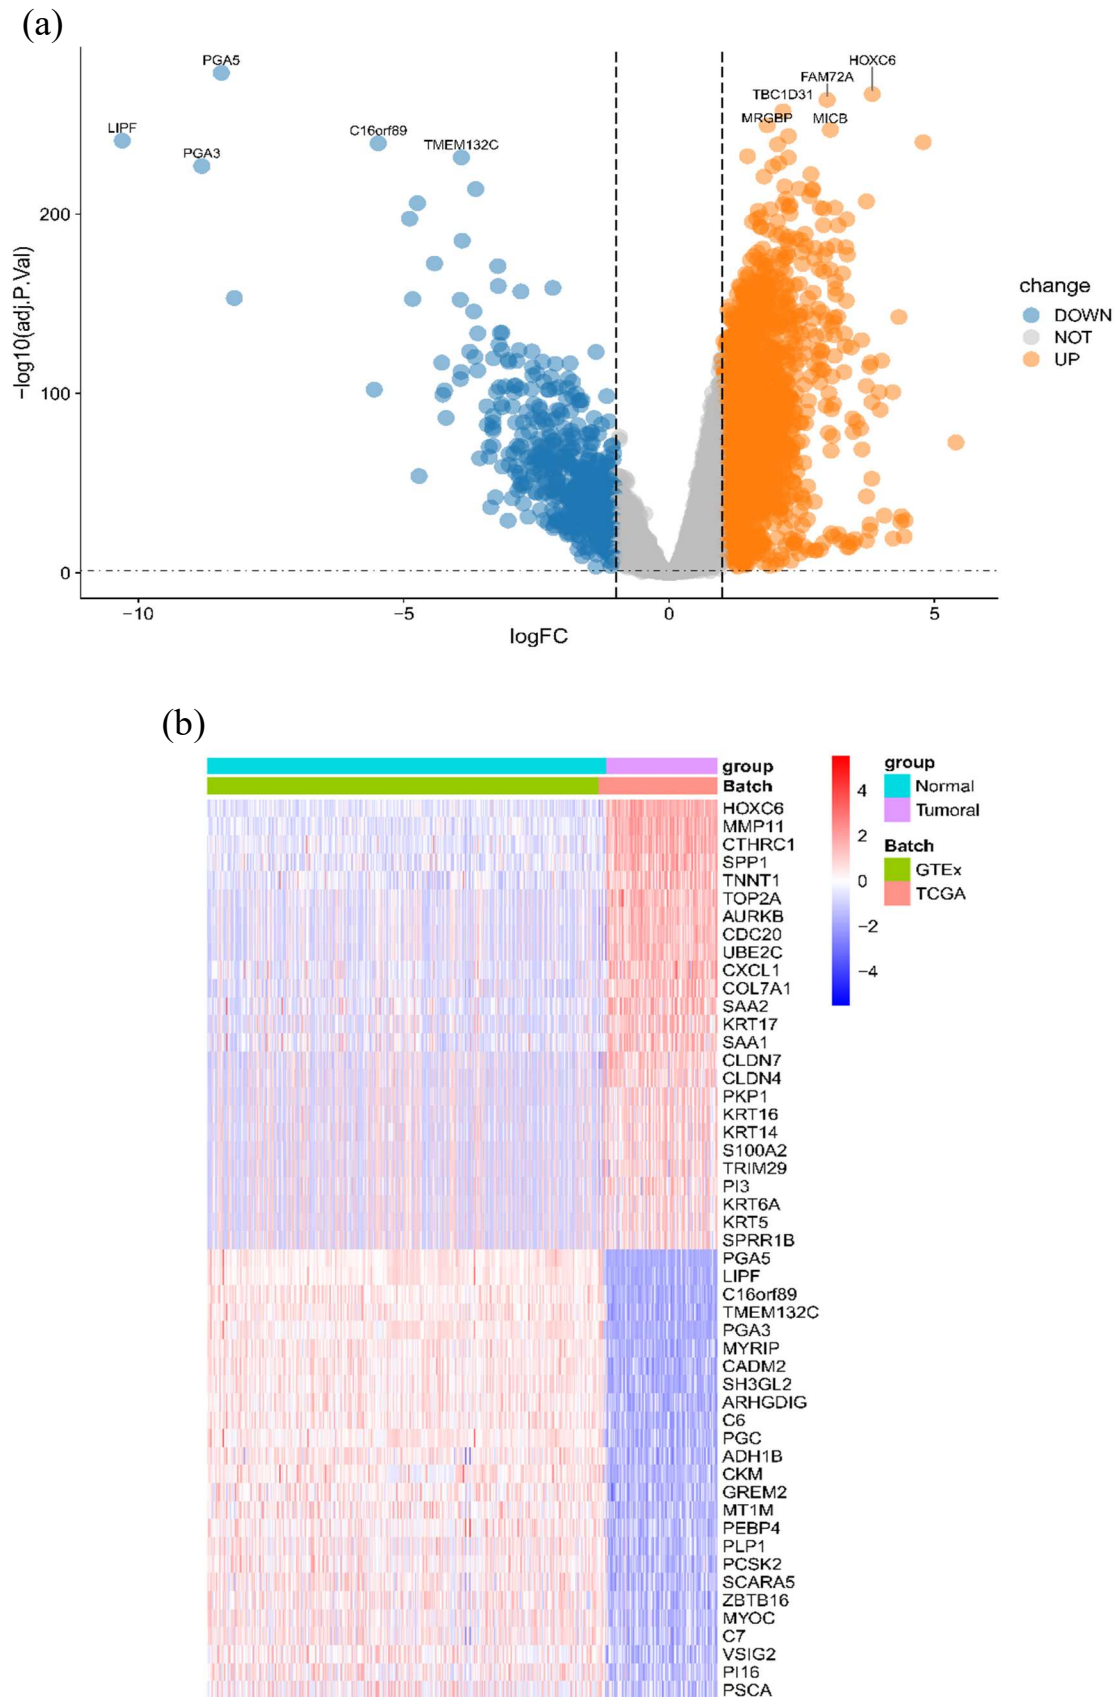 (a)
PGA5
HOXC6
FAM72A
TBC1D31
LIPF
C16orf89
MRGBP
MICB
TMEM132C
PGA3
200
100
0
-log10(adj.P.Val)
−10
−5
0
5
logFC
change
DOWN
NOT
UP
(b)
group
Batch
HOXC6
MMP11
CTHRC1
SPP1
TNNT1
TOP2A
AURKB
CDC20
UBE2C
CXCL1
COL7A1
SAA2
KRT17
SAA1
CLDN7
CLDN4
PKP1
KRT16
KRT14
S100A2
TRIM29
PI3
KRT6A
KRT5
SPRR1B
PGA5
LIPF
C16orf89
TMEM132C
PGA3
MYRIP
CADM2
SH3GL2
ARHGDIG
C6
PGC
ADH1B
CKM
GREM2
MT1M
PEBP4
PLP1
PCSK2
SCARA5
ZBTB16
MYOC
C7
VSIG2
PI16
PSCA
4
2
0
−2
−4
group
Normal
Tumoral
Batch
GTEx
TCGA